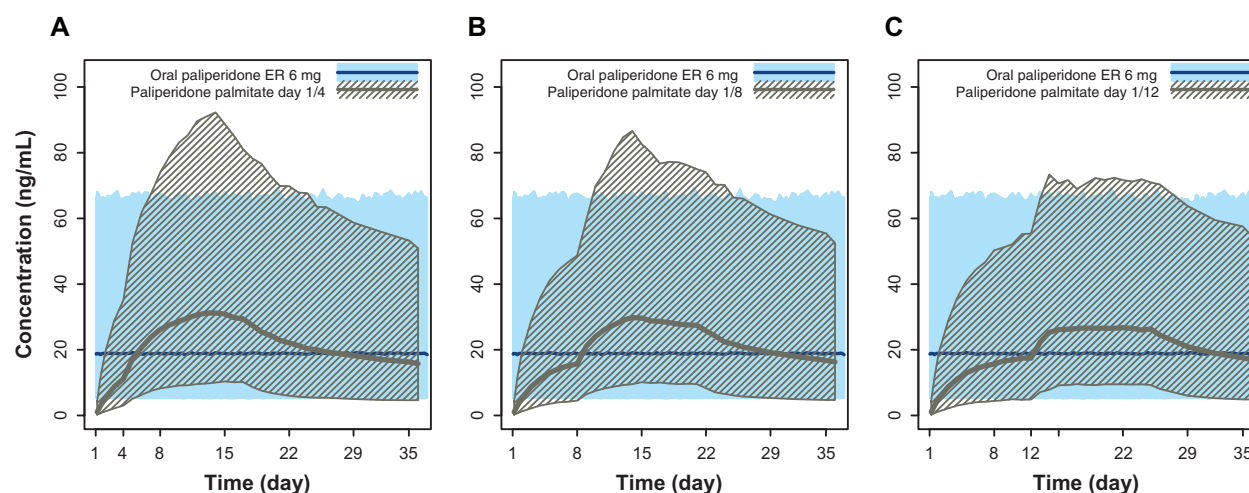 A
B
C
Oral paliperidone ER 6 mg
Paliperidone palmitate day 1/4
Oral paliperidone ER 6 mg
Paliperidone palmitate day 1/8
Oral paliperidone ER 6 mg
Paliperidone palmitate day 1/12
Concentration (ng/mL)
100
80
60
40
20
0
100
80
60
40
20
0
100
80
60
40
20
0
1 4 8 15 22 29 35
1 8 15 22 29 35
1 8 12 22 29 35
Time (day)
Time (day)
Time (day)